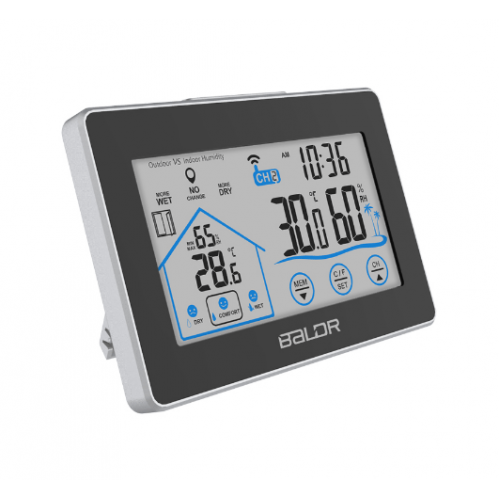 Outdoor VS Indoor Humidity
MORE WET
NO CHANGE
MORE DRY
CH2
AM 10:36
65%
MIN MAX RH
28.6 °C
DRY
COMFORT
WET
30.0 °C
60 % RH
MEM
C / F
SET
CH
BALDR